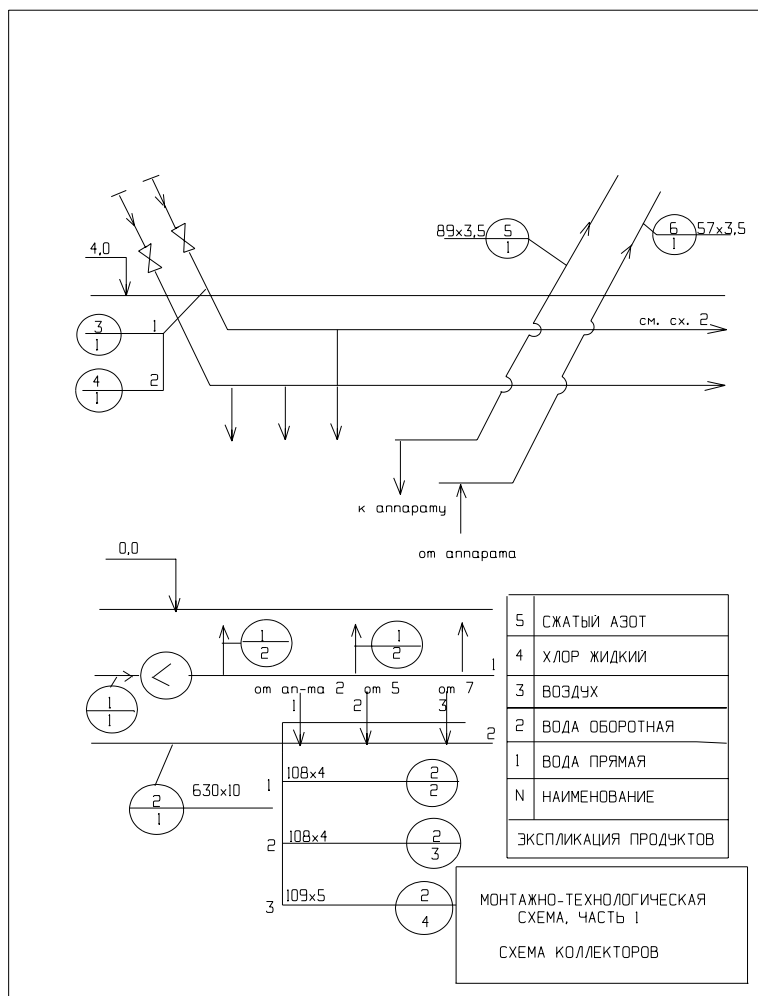 89x3,5
5
1
6
1
57x3,5
4,0
3
1
1
см. сх. 2
4
1
2
к аппарату
от аппарата
0,0
1
2
1
2
1
1
1
от ап-та 2 от 5 от 7
1 2 3
2
2
1
630x10
1
108x4
2
2
2
108x4
2
3
3
109x5
2
4
5 СЖАТЫЙ АЗОТ
4 ХЛОР ЖИДКИЙ
3 ВОЗДУХ
2 ВОДА ОБОРОТНАЯ
1 ВОДА ПРЯМАЯ
N НАИМЕНОВАНИЕ
ЭКСПЛИКАЦИЯ ПРОДУКТОВ
МОНТАЖНО-ТЕХНОЛОГИЧЕСКАЯ
СХЕМА, ЧАСТЬ 1
СХЕМА КОЛЛЕКТОРОВ